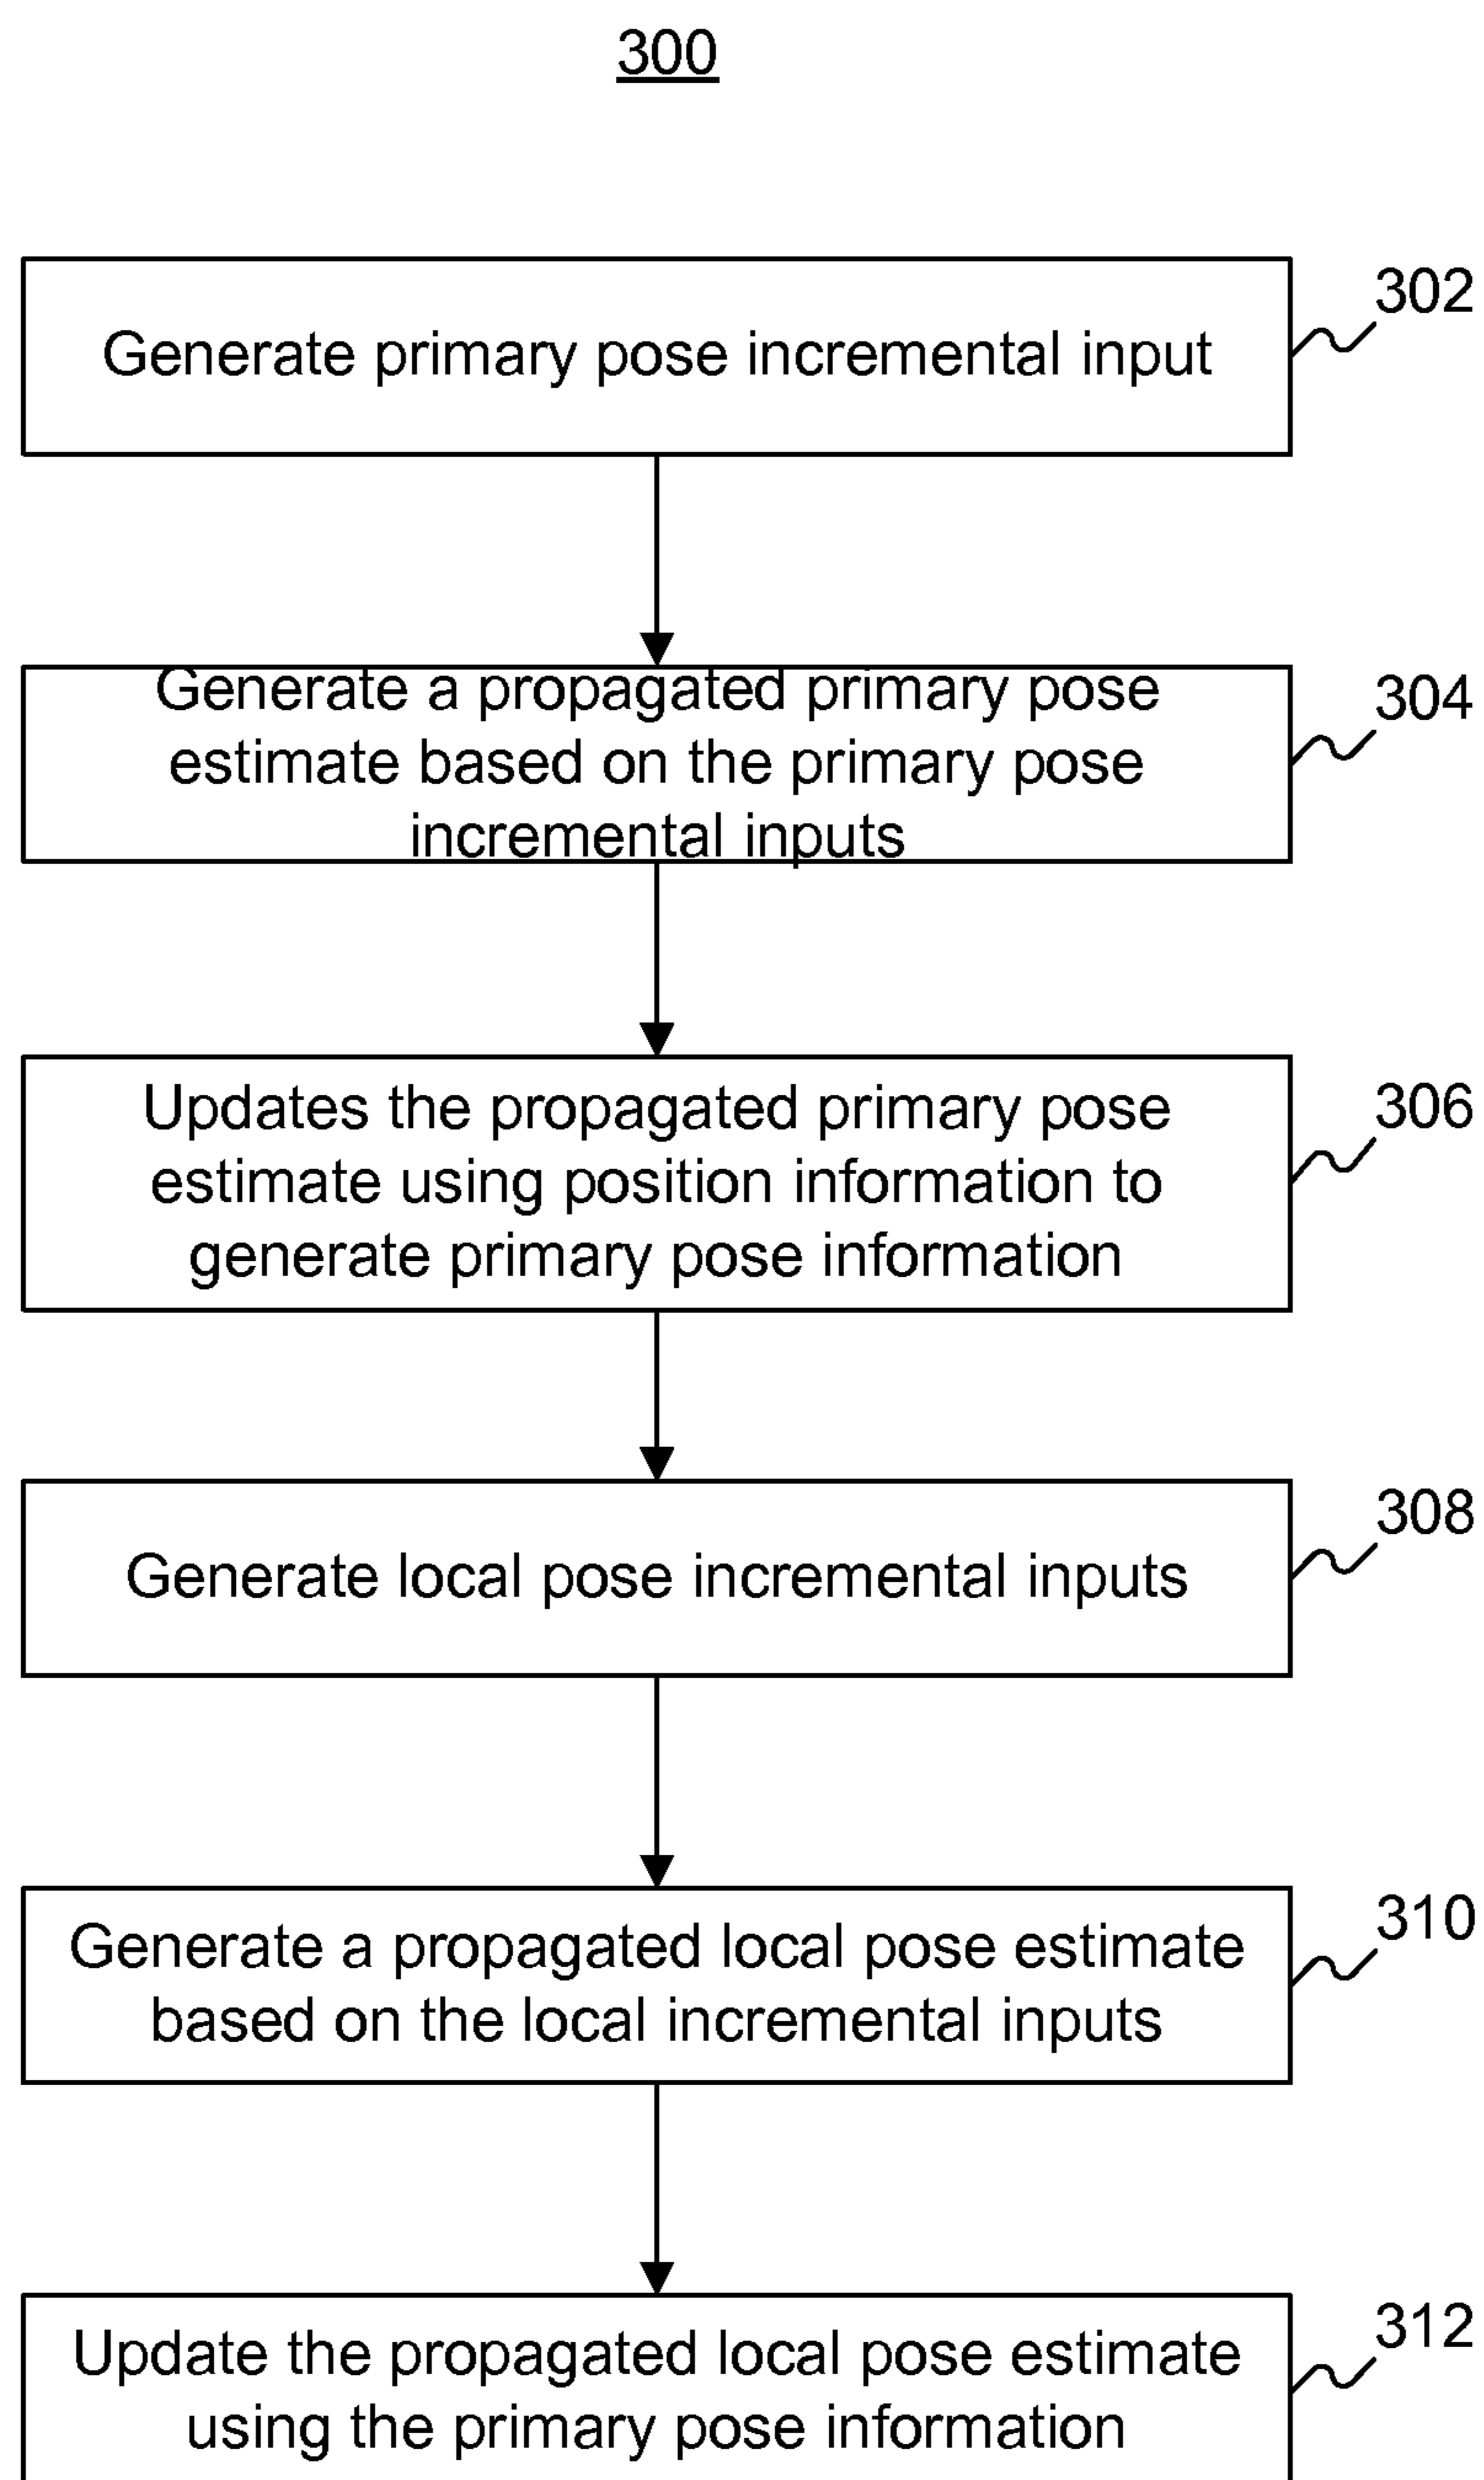 300
302
Generate primary pose incremental input
304
Generate a propagated primary pose
estimate based on the primary pose
incremental inputs
306
Updates the propagated primary pose
estimate using position information to
generate primary pose information
308
Generate local pose incremental inputs
310
Generate a propagated local pose estimate
based on the local incremental inputs
312
Update the propagated local pose estimate
using the primary pose information